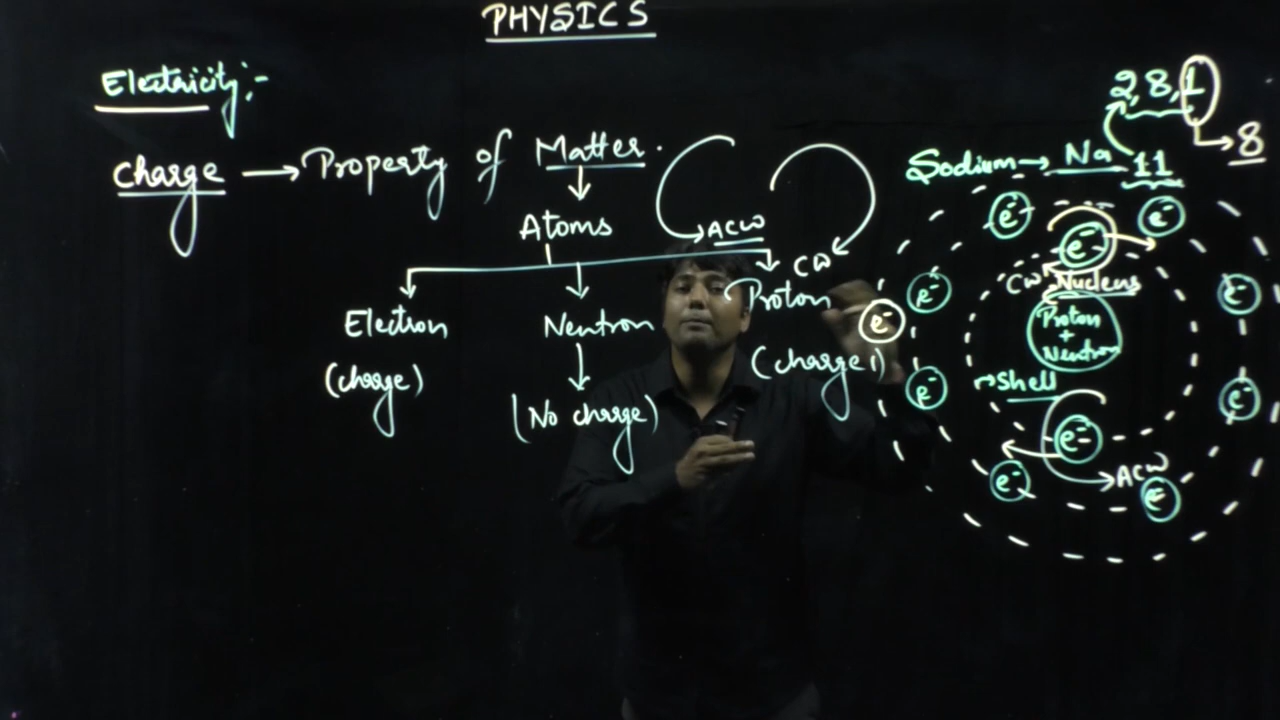 PHYSICS
Electricity:-
charge → Property of Matter.
Atoms
Electron
(charge)
Neutron
(No charge)
Proton
(charge)
ACW
CW
2,8,1
8
Sodium → Na
11
e-
e-
e-
CW
Nucleus
Proton
+
Neutron
e-
e-
e-
→shell
e-
e-
e-
ACW
e-
e-